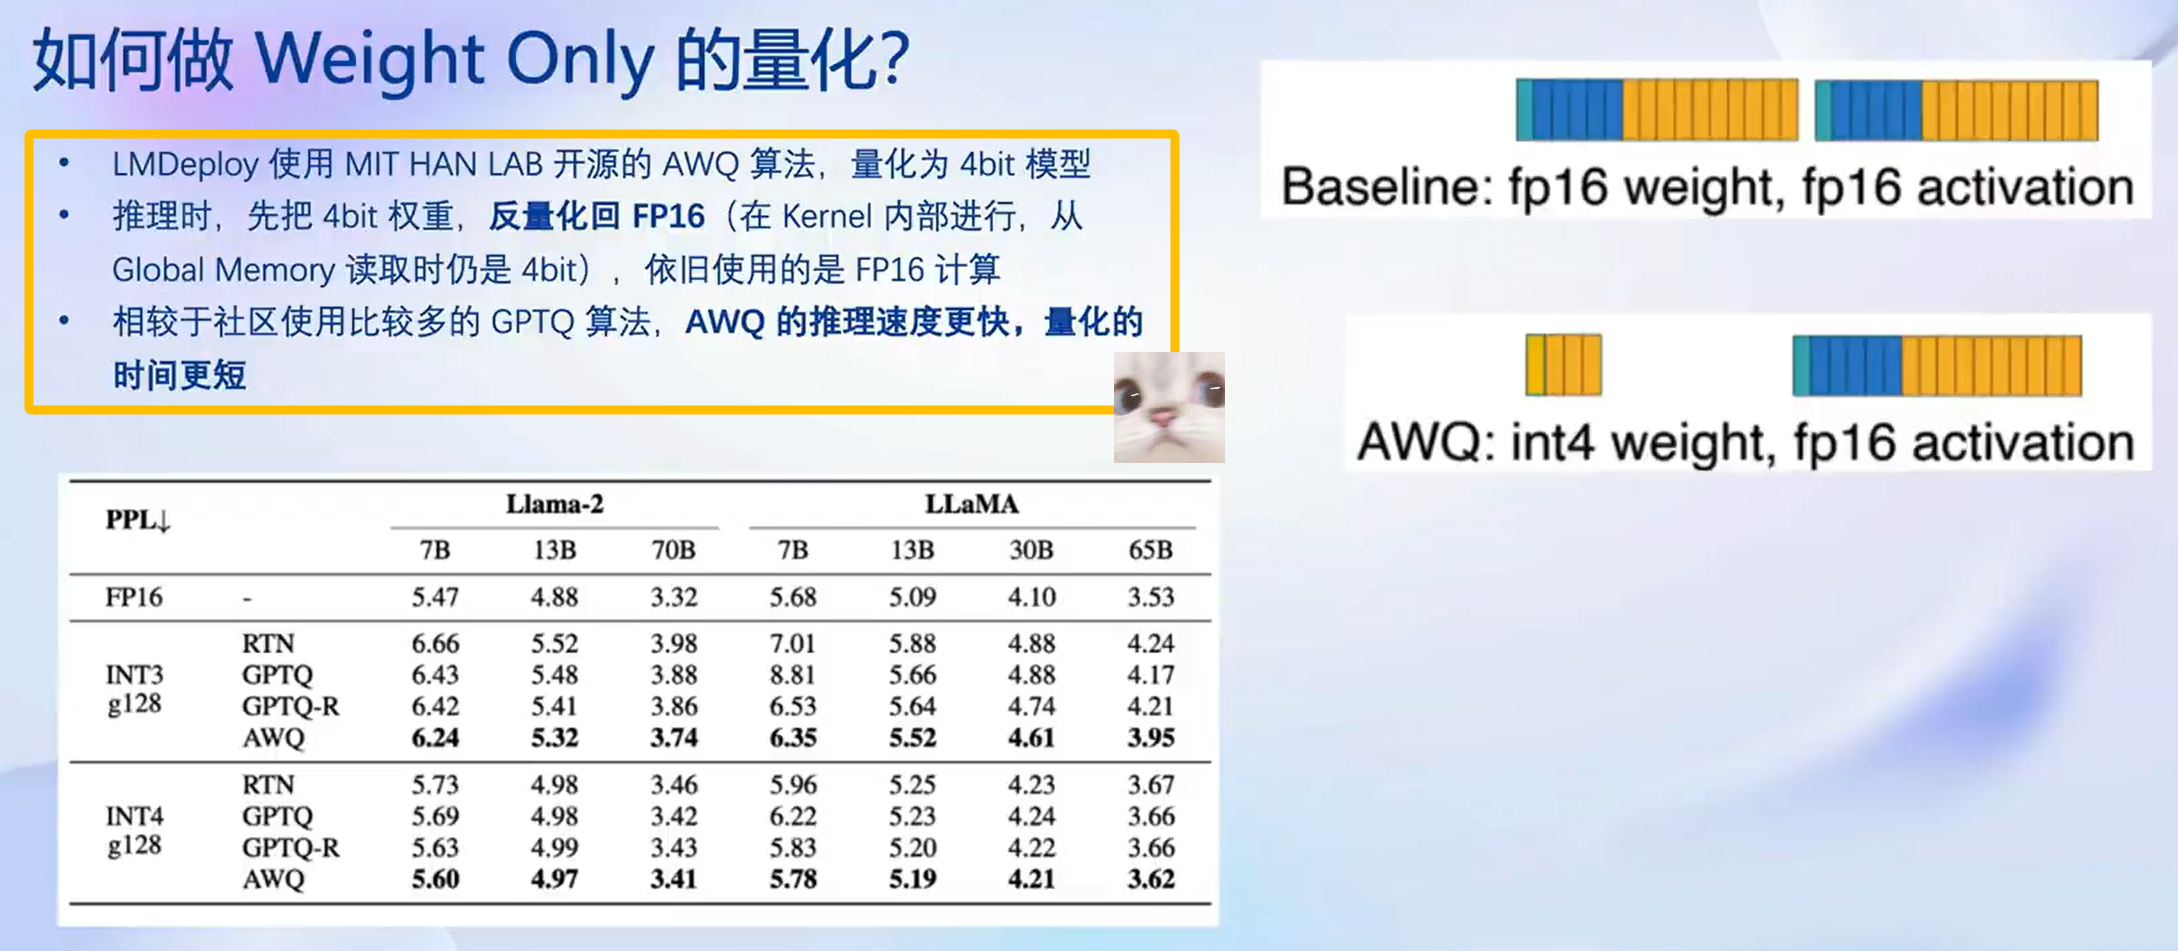 如何做 Weight Only 的量化?
• LMDeploy 使用 MIT HAN LAB 开源的 AWQ 算法，量化为 4bit 模型
• 推理时，先把 4bit 权重，反量化回 FP16（在 Kernel 内部进行，从
Global Memory 读取时仍是 4bit），依旧使用的是 FP16 计算
• 相较于社区使用比较多的 GPTQ 算法，AWQ 的推理速度更快，量化的
时间更短
Baseline: fp16 weight, fp16 activation
AWQ: int4 weight, fp16 activation
PPL↓ Llama-2 LLaMA
7B 13B 70B 7B 13B 30B 65B
FP16 - 5.47 4.88 3.32 5.68 5.09 4.10 3.53
INT3 g128
RTN 6.66 5.52 3.98 7.01 5.88 4.88 4.24
GPTQ 6.43 5.48 3.88 8.81 5.66 4.88 4.17
GPTQ-R 6.42 5.41 3.86 6.53 5.64 4.74 4.21
AWQ 6.24 5.32 3.74 6.35 5.52 4.61 3.95
INT4 g128
RTN 5.73 4.98 3.46 5.96 5.25 4.23 3.67
GPTQ 5.69 4.98 3.42 6.22 5.23 4.24 3.66
GPTQ-R 5.63 4.99 3.43 5.83 5.20 4.22 3.66
AWQ 5.60 4.97 3.41 5.78 5.19 4.21 3.62